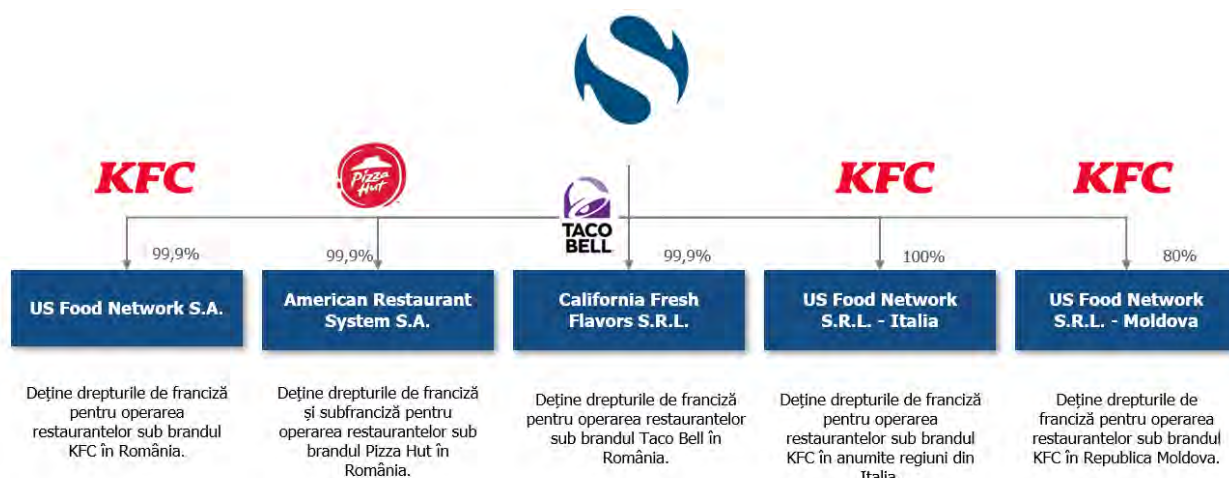 KFC
Pizza
Hut
TACO
BELL
KFC
KFC
99,9%
99,9%
99,9%
100%
80%
US Food Network S.A.
American Restaurant
System S.A.
California Fresh
Flavors S.R.L.
US Food Network
S.R.L. - Italia
US Food Network
S.R.L. - Moldova
Deține drepturile de franciză
pentru operarea
restaurantelor sub brandul
KFC în România.
Deține drepturile de franciză
și subfranciză pentru
operarea restaurantelor sub
brandul Pizza Hut în
România.
Deține drepturile de franciză
pentru operarea restaurantelor
sub brandul Taco Bell în
România.
Deține drepturile de franciză
pentru operarea
restaurantelor sub brandul
KFC în anumite regiuni din
Italia
Deține drepturile de
franciză pentru operarea
restaurantelor sub brandul
KFC în Republica Moldova.